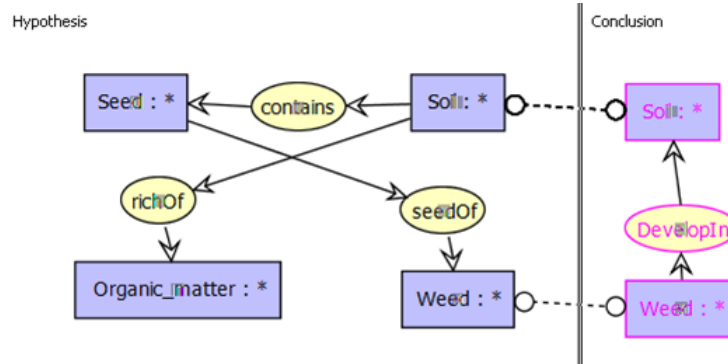 Hypothesis
Conclusion
Seed : *
contains
Soil : *
Soil : *
richOf
seedOf
DevelopIn
Organic_matter : *
Weed : *
Weed : *